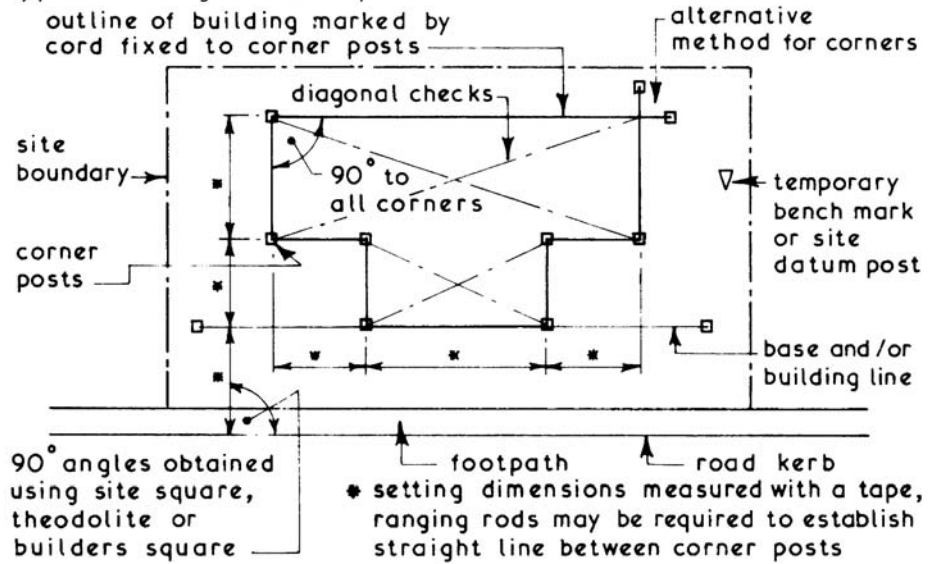 outline of building marked by
cord fixed to corner posts
alternative
method for corners
diagonal checks
site
boundary
90° to
all corners
temporary
bench mark
or site
datum post
corner
posts
*
*
*
*
*
*
base and/or
building line
90° angles obtained
using site square,
theodolite or
builders square
footpath
road kerb
* setting dimensions measured with a tape,
ranging rods may be required to establish
straight line between corner posts